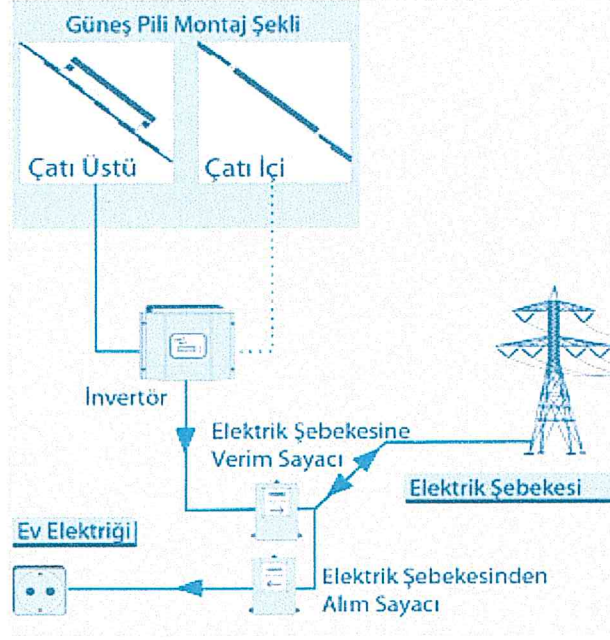 Güneş Pili Montaj Şekli
Çatı Üstü
Çatı İçi
İnvertör
Elektrik Şebekesine
Verim Sayacı
Elektrik Şebekesi
Ev Elektriği
Elektrik Şebekesinden
Alım Sayacı